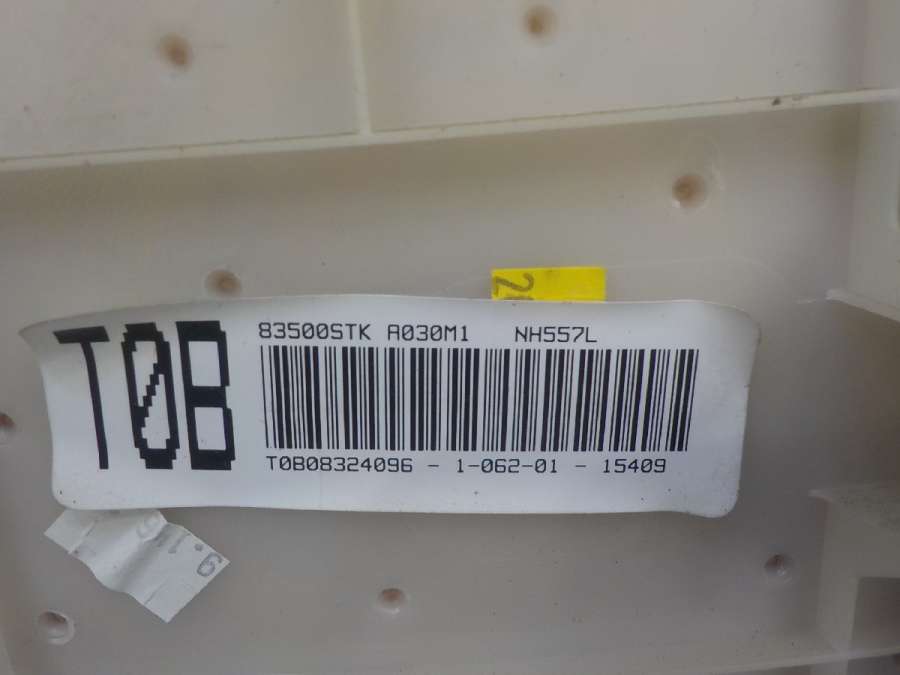 T0B
83500STK A030M1 NH557L
T0B08324096 - 1-062-01 - 15409